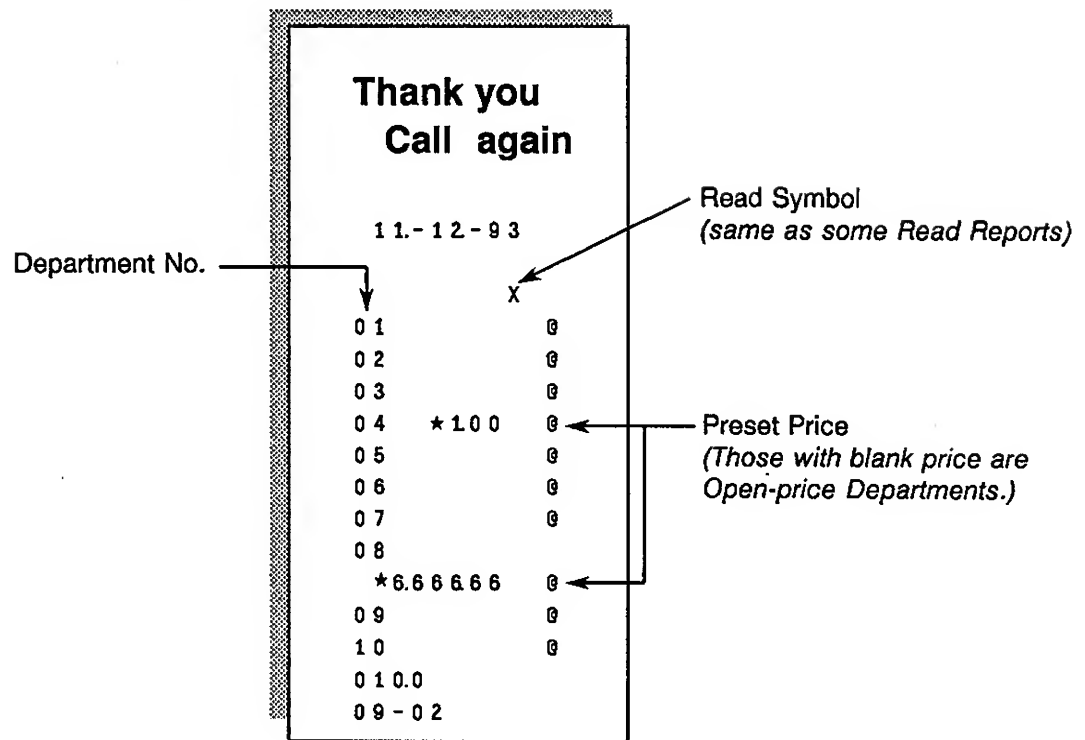 Thank you
Call again
11.-12-93
Read Symbol
(same as some Read Reports)
Department No.
X
01 @
02 @
03 @
04 ★1.00 @
Preset Price
(Those with blank price are
Open-price Departments.)
05 @
06 @
07 @
08
★6.666.66 @
09 @
10 @
010.0
09-02